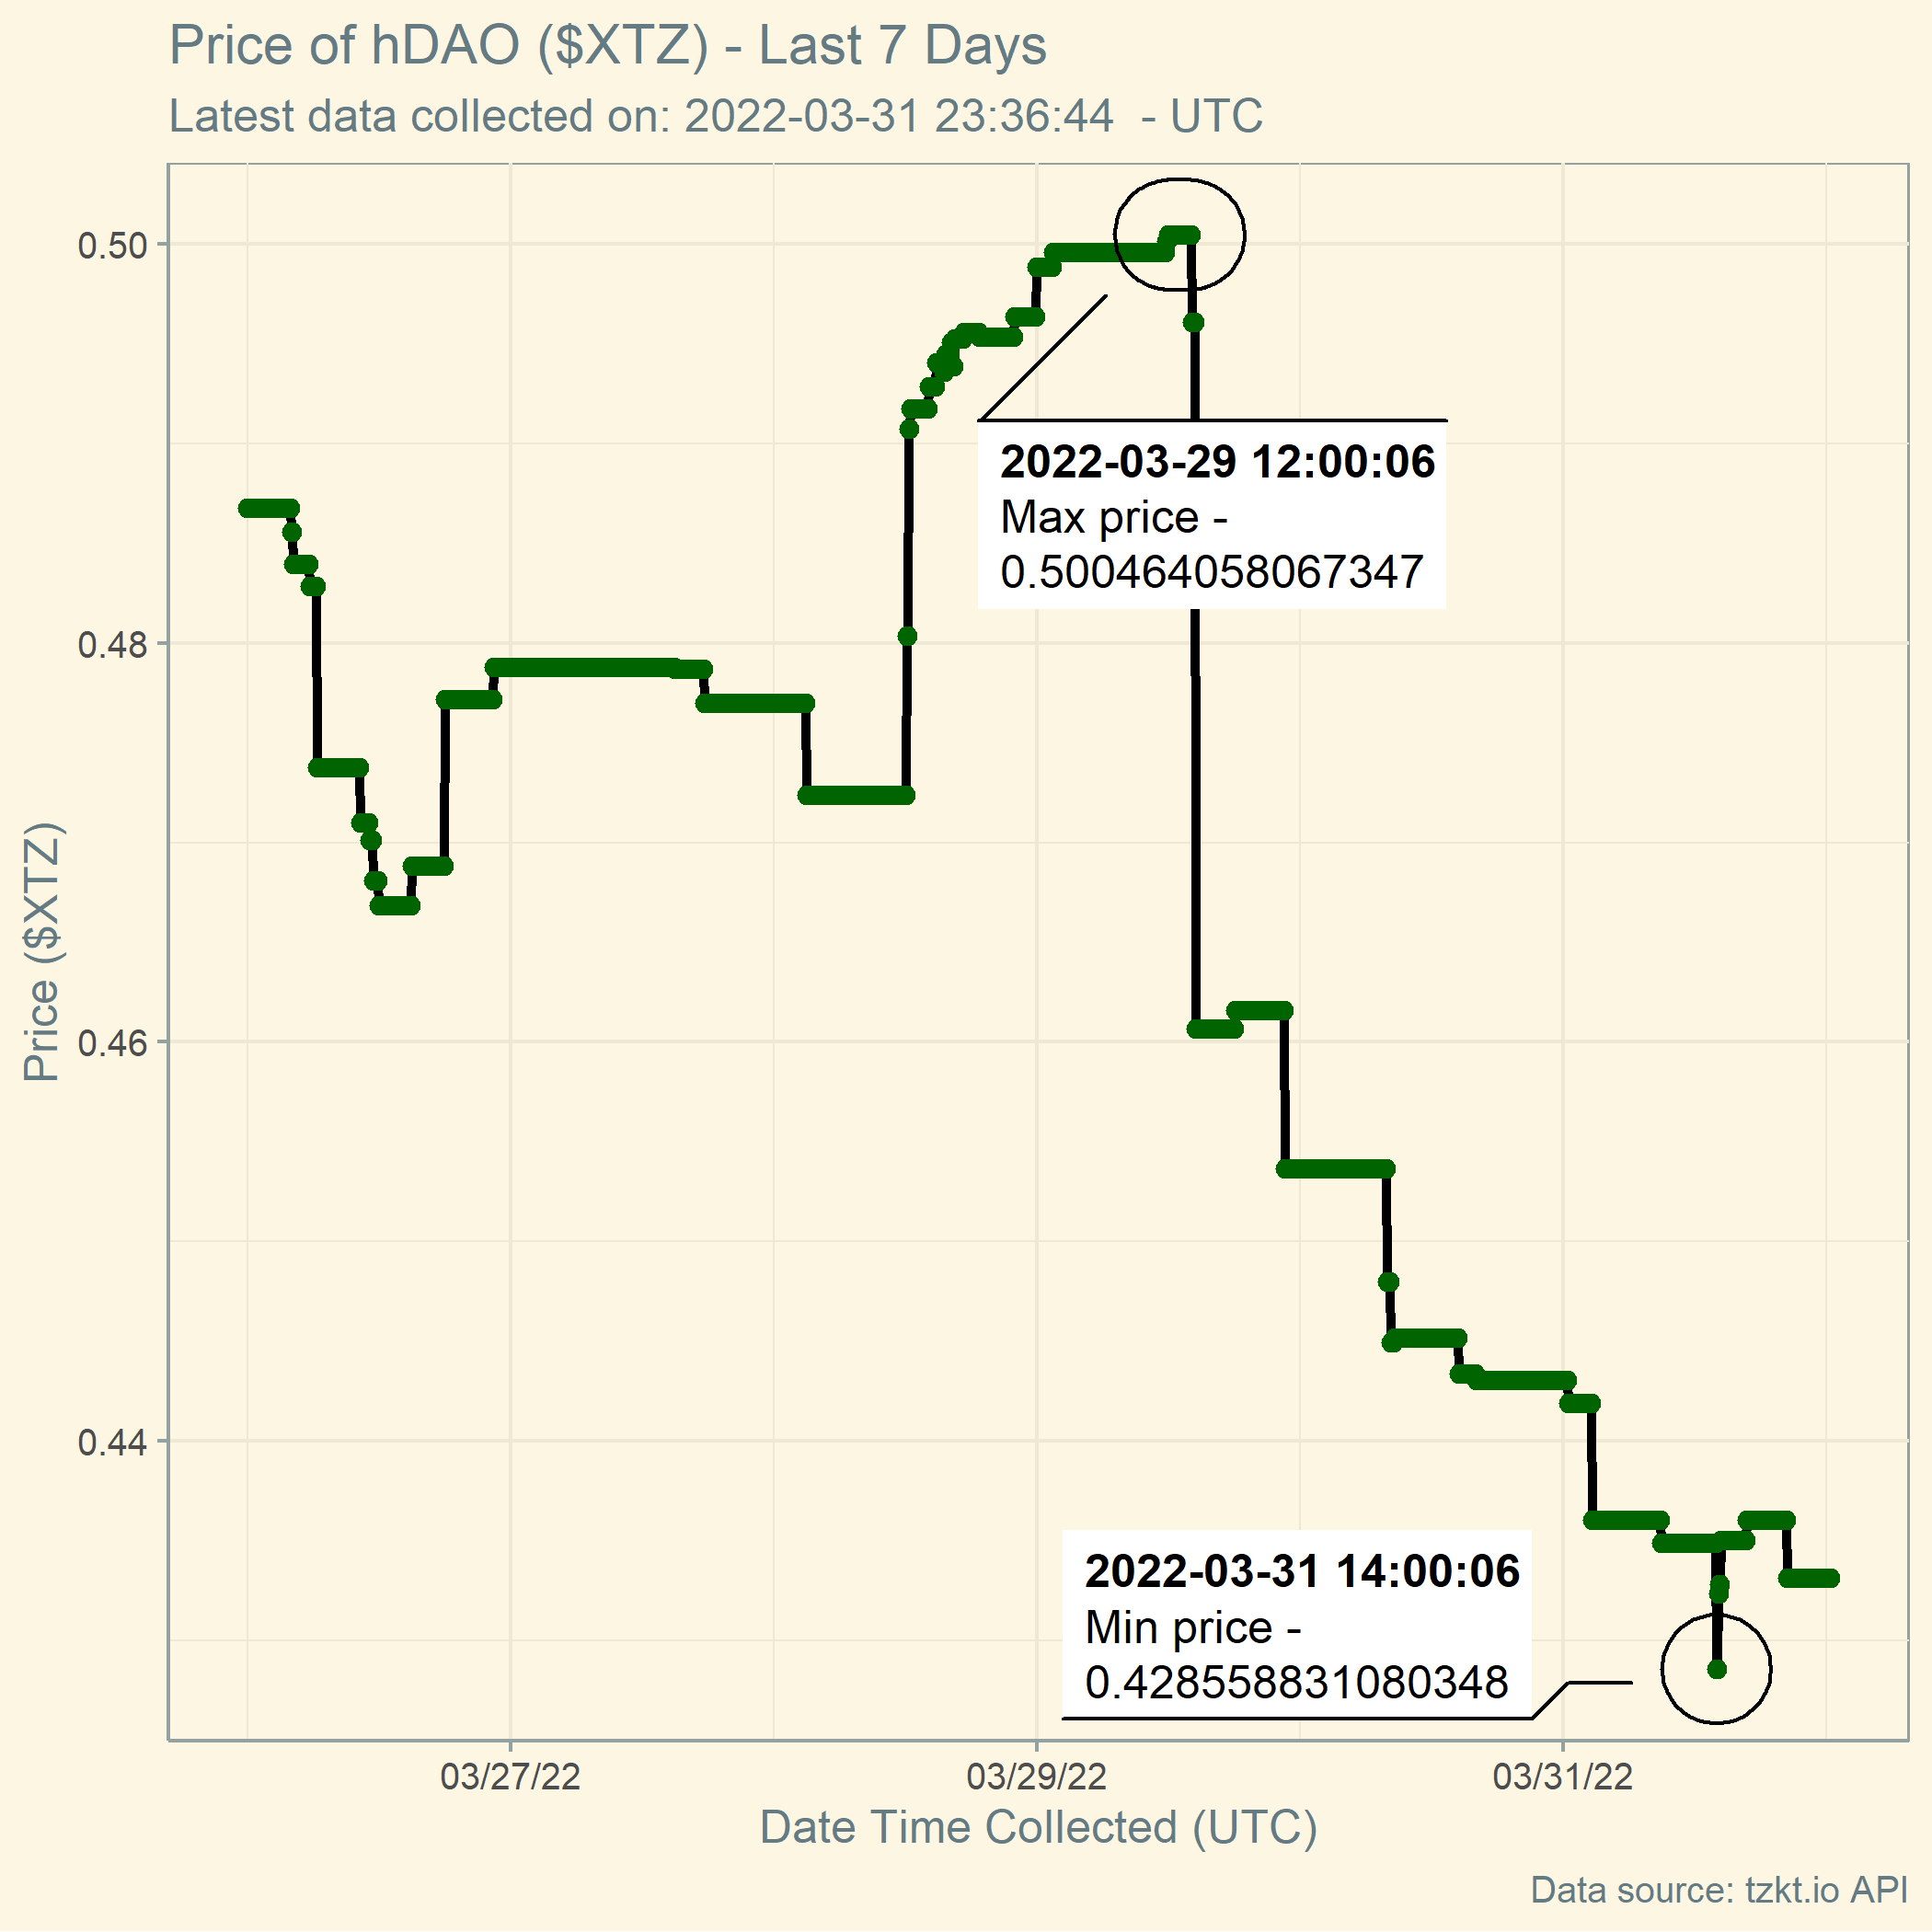 Price of hDAO ($XTZ) - Last 7 Days
Latest data collected on: 2022-03-31 23:36:44  - UTC
0.50
0.48
0.46
0.44
Price ($XTZ)
2022-03-29 12:00:06
Max price -
0.500464058067347
2022-03-31 14:00:06
Min price -
0.428558831080348
03/27/22
03/29/22
03/31/22
Date Time Collected (UTC)
Data source: tzkt.io API